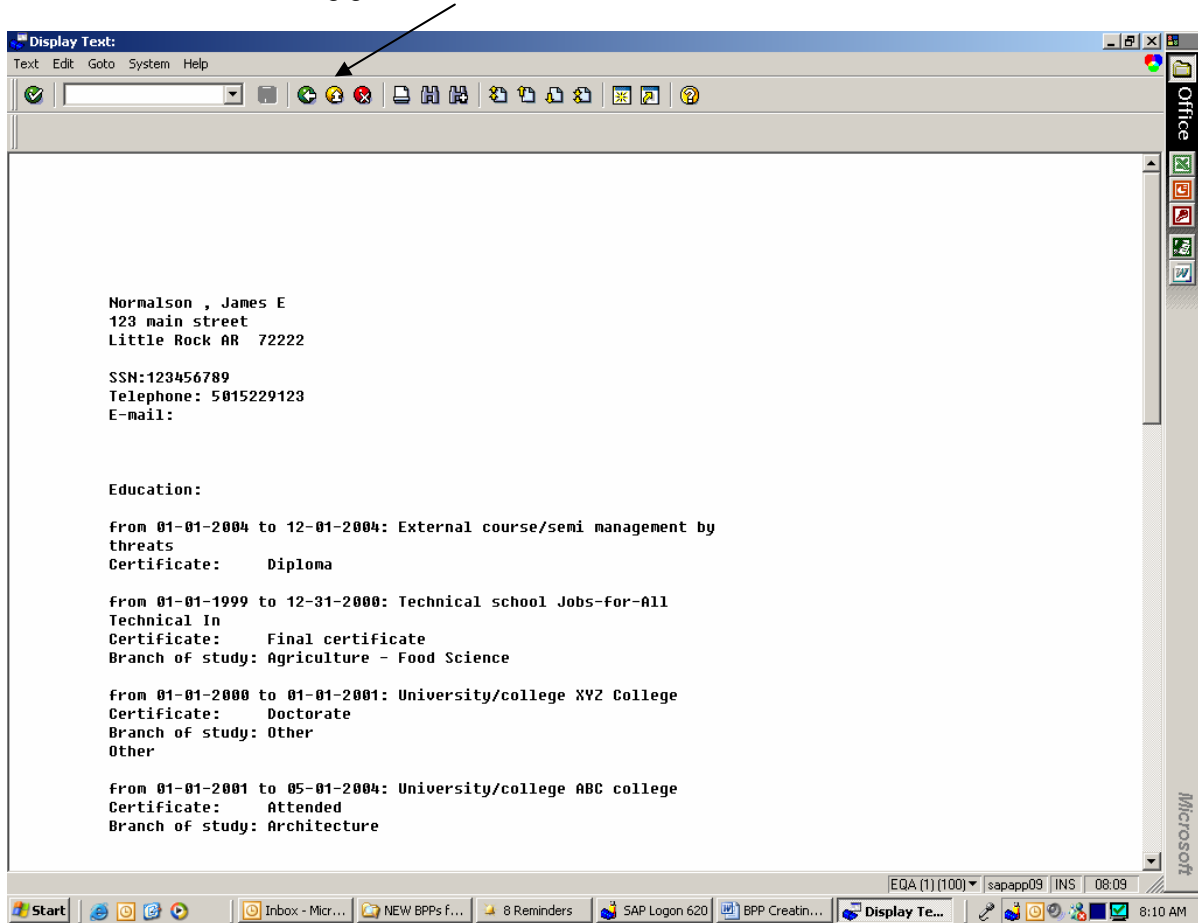 Display Text:
Text Edit Goto System Help
Office
Normalson , James E
123 main street
Little Rock AR 72222
SSN:123456789
Telephone: 5015229123
E-mail:
Education:
from 01-01-2004 to 12-01-2004: External course/semi management by
threats
Certificate: Diploma
from 01-01-1999 to 12-31-2000: Technical school Jobs-for-All
Technical In
Certificate: Final certificate
Branch of study: Agriculture - Food Science
from 01-01-2000 to 01-01-2001: University/college XYZ College
Certificate: Doctorate
Branch of study: Other
Other
from 01-01-2001 to 05-01-2004: University/college ABC college
Certificate: Attended
Branch of study: Architecture
Microsoft
EQA (1) (100) sapapp09 INS 08:09
Start Inbox - Micr... NEW BPPs f... 8 Reminders SAP Logon 620 BPP Creatin... Display Te... 8:10 AM